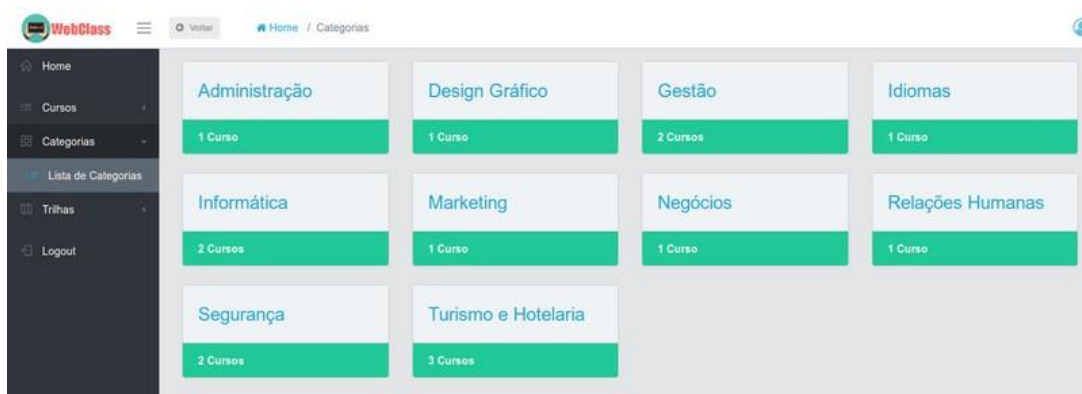 WebClass
Voltar
Home / Categorias
Home
Cursos
Categorias
Lista de Categorias
Trilhas
Logout
Administração
Design Gráfico
Gestão
Idiomas
1 Curso
1 Curso
2 Cursos
1 Curso
Informática
Marketing
Negócios
Relações Humanas
2 Cursos
1 Curso
1 Curso
1 Curso
Segurança
Turismo e Hotelaria
2 Cursos
3 Cursos